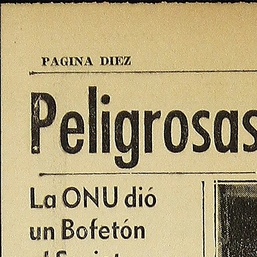 PAGINA DIEZ
Peligrosas
La ONU dió
un Bofetón